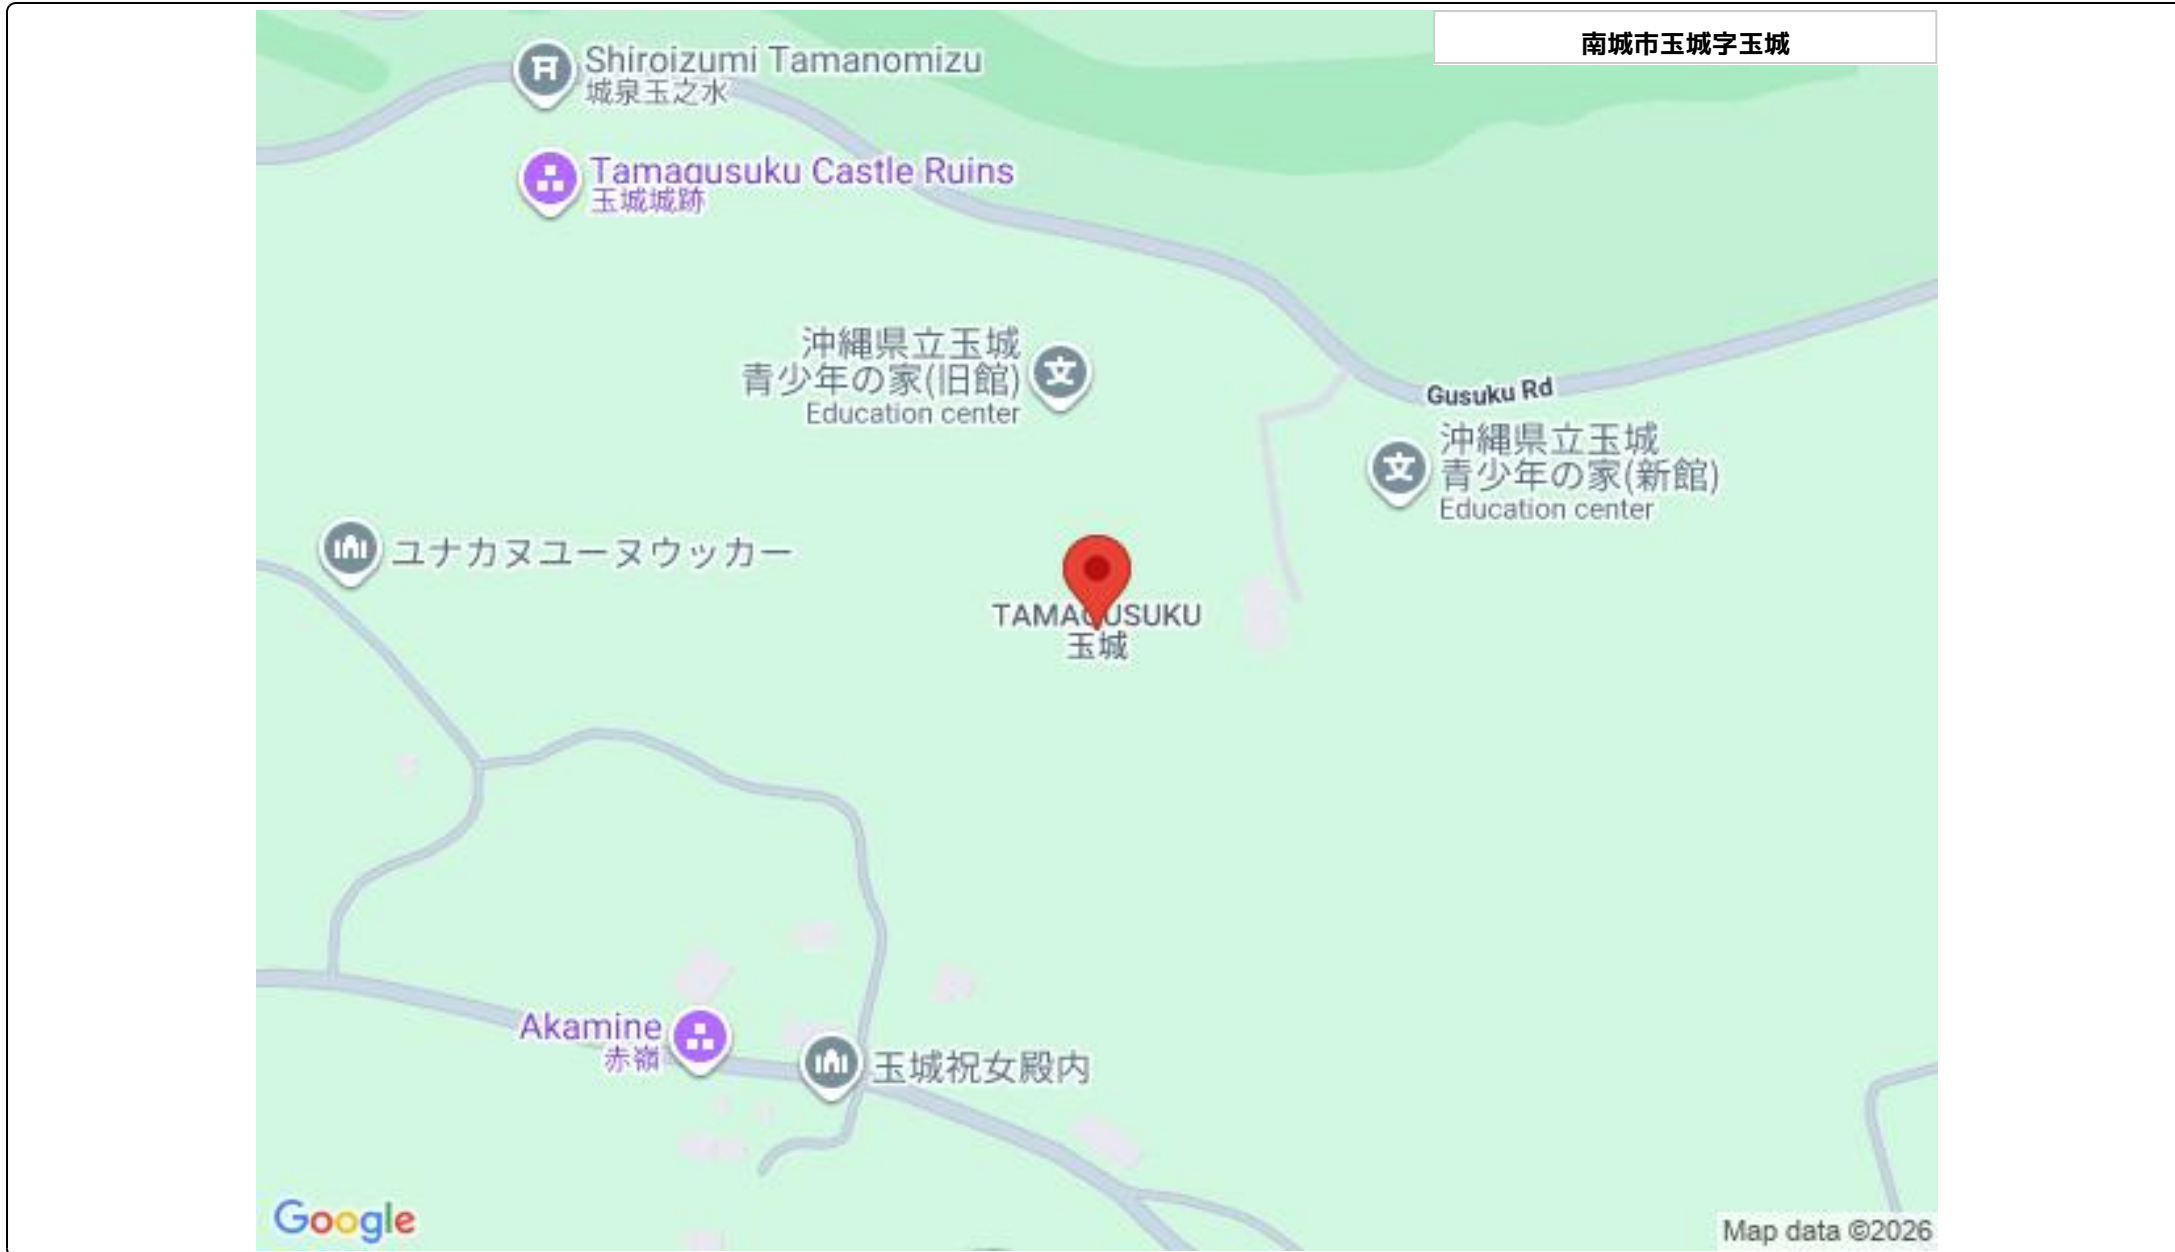 南城市玉城字玉城
Shiroizumi Tamanomizu
城泉玉之水
Tamagusuku Castle Ruins
玉城城跡
沖縄県立玉城
青少年の家(旧館)
Education center
Gusuku Rd
沖縄県立玉城
青少年の家(新館)
Education center
ユナカヌユーヌウッカー
TAMAGUSUKU
玉城
Akamine
赤嶺
玉城祝女殿内
Google
Map data ©2026